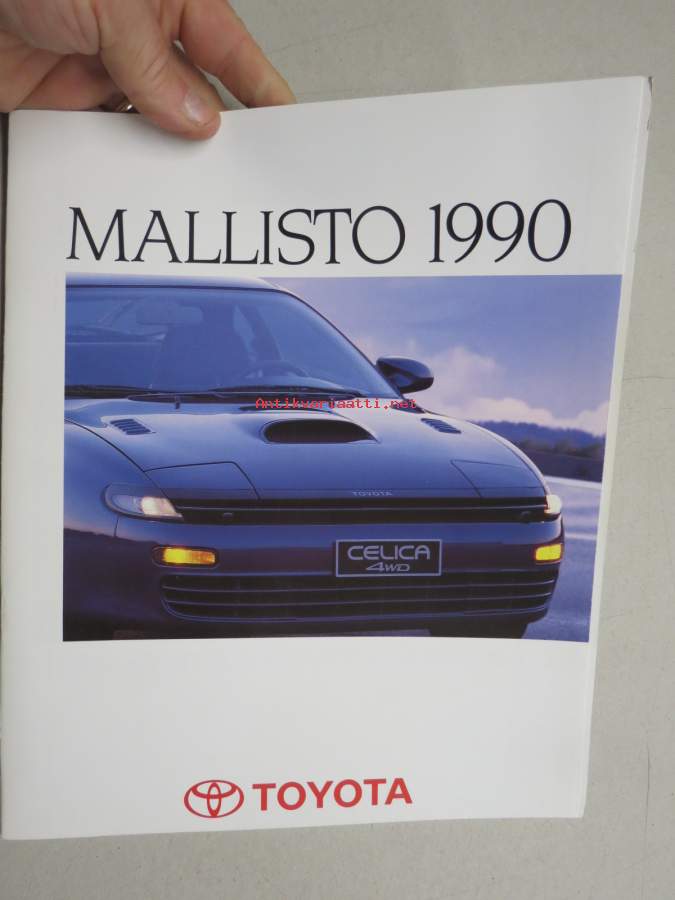 MALLISTO 1990
Antikvariaatti.net
TOYOTA
CELICA
4WD
TOYOTA